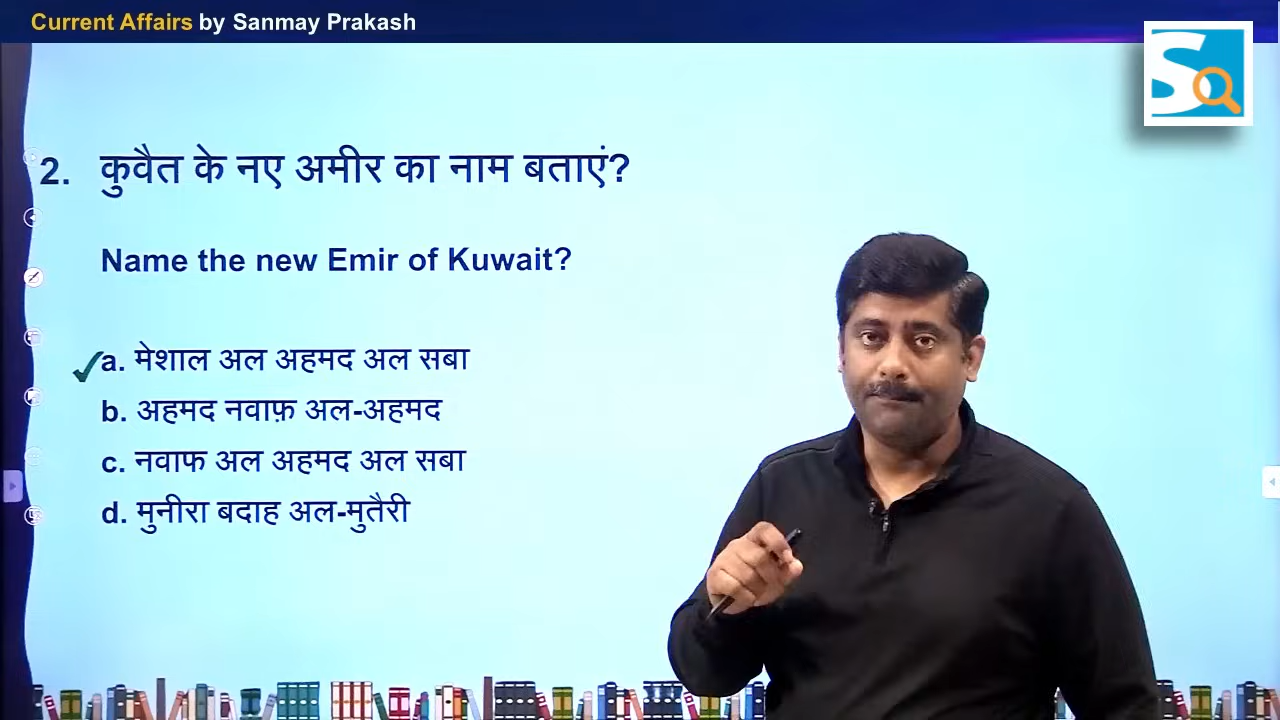 Current Affairs by Sanmay Prakash
SQ
2. कुवैत के नए अमीर का नाम बताएं?
Name the new Emir of Kuwait?
a. मेशाल अल अहमद अल सबा
b. अहमद नवाफ़ अल-अहमद
c. नवाफ अल अहमद अल सबा
d. मुनीरा बदाह अल-मुतैरी